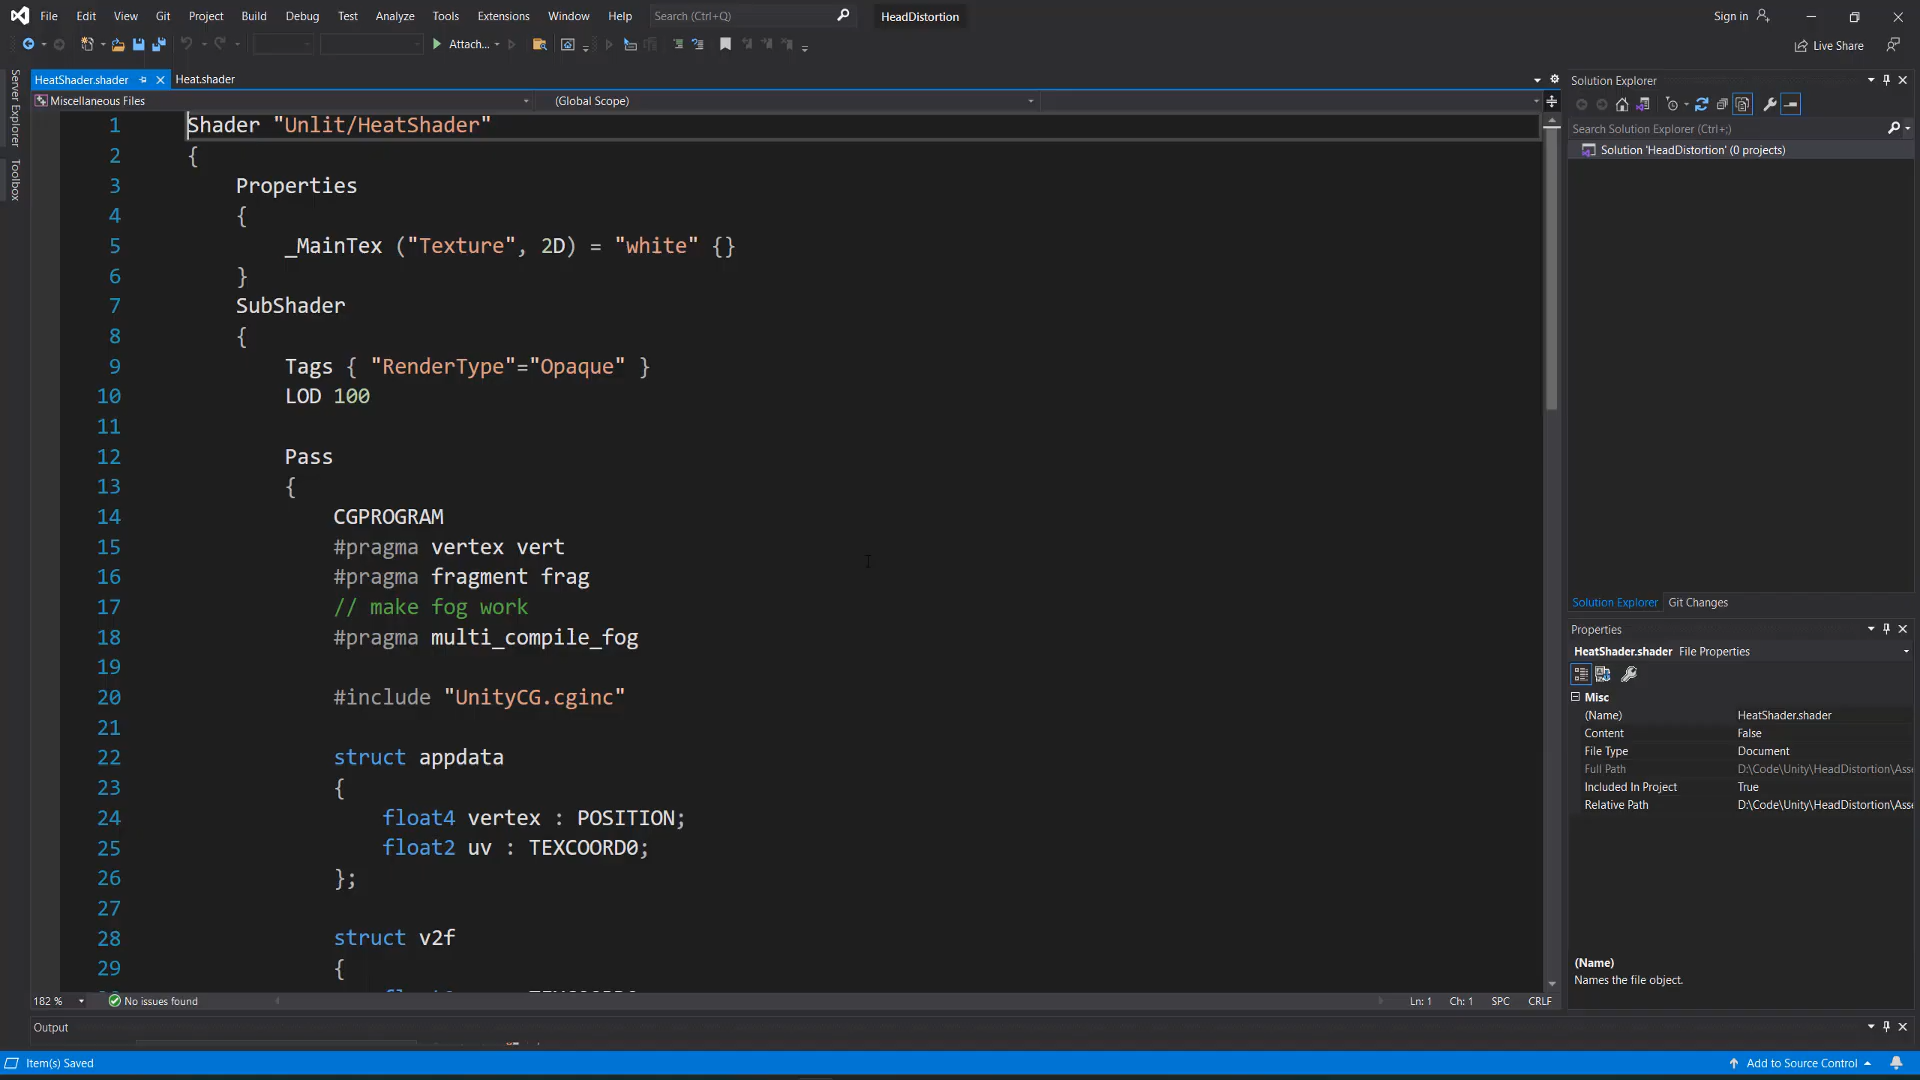 File Edit View Git Project Build Debug Test Analyze Tools Extensions Window Help Search (Ctrl+Q) HeadDistortion Sign in
Attach... Live Share
Server Explorer
Toolbox
HeatShader.shader Heat.shader
Miscellaneous Files (Global Scope)
1 Shader "Unlit/HeatShader"
2 {
3 Properties
4 {
5 _MainTex ("Texture", 2D) = "white" {}
6 }
7 SubShader
8 {
9 Tags { "RenderType"="Opaque" }
10 LOD 100
11
12 Pass
13 {
14 CGPROGRAM
15 #pragma vertex vert
16 #pragma fragment frag
17 // make fog work
18 #pragma multi_compile_fog
19
20 #include "UnityCG.cginc"
21
22 struct appdata
23 {
24 float4 vertex : POSITION;
25 float2 uv : TEXCOORD0;
26 };
27
28 struct v2f
29 {
182 % No issues found Ln: 1 Ch: 1 SPC CRLF
Output
Item(s) Saved Add to Source Control
Solution Explorer
Search Solution Explorer (Ctrl+;)
Solution 'HeadDistortion' (0 projects)
Solution Explorer Git Changes
Properties
HeatShader.shader File Properties
Misc
(Name) HeatShader.shader
Content False
File Type Document
Full Path D:\Code\Unity\HeadDistortion\Asse
Included In Project True
Relative Path D:\Code\Unity\HeadDistortion\Asse
(Name)
Names the file object.